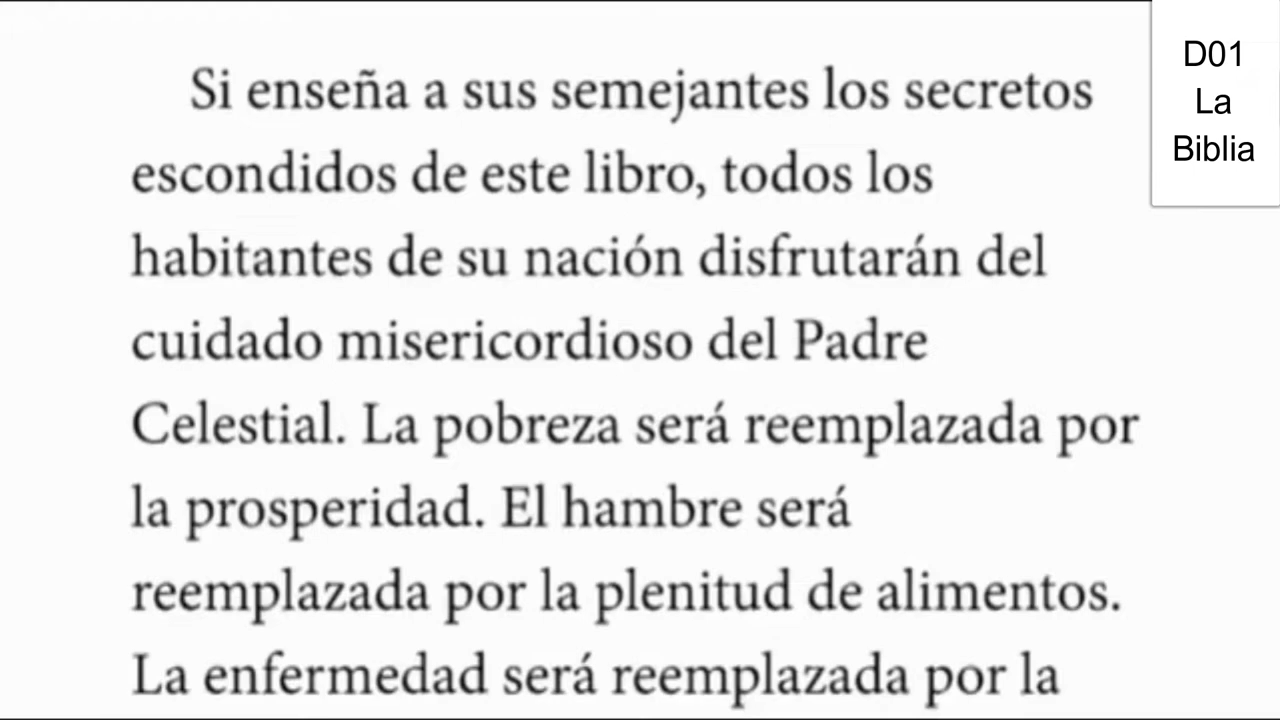 Si enseña a sus semejantes los secretos
escondidos de este libro, todos los
habitantes de su nación disfrutarán del
cuidado misericordioso del Padre
Celestial. La pobreza será reemplazada por
la prosperidad. El hambre será
reemplazada por la plenitud de alimentos.
La enfermedad será reemplazada por la
D01
La
Biblia